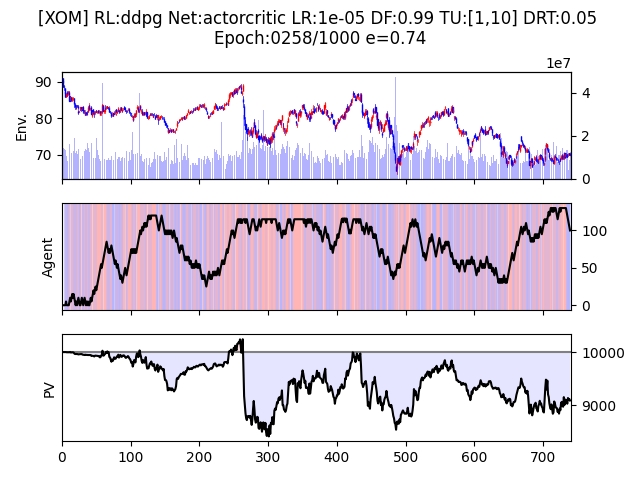 [XOM] RL:ddpg Net:actorcritic LR:1e-05 DF:0.99 TU:[1,10] DRT:0.05
Epoch:0258/1000 e=0.74
1e7
Env.
90
80
70
4
2
0
Agent
100
50
0
PV
10000
9000
0 100 200 300 400 500 600 700